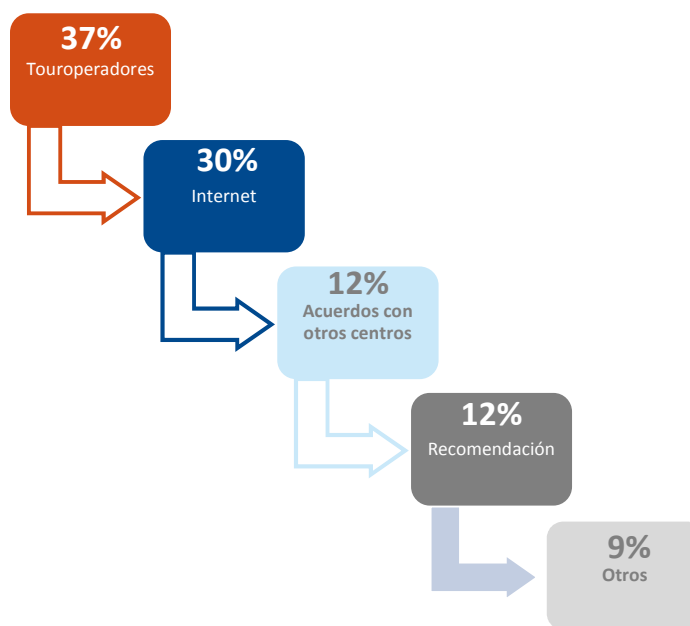 37%
Touroperadores
30%
Internet
12%
Acuerdos con
otros centros
12%
Recomendación
9%
Otros